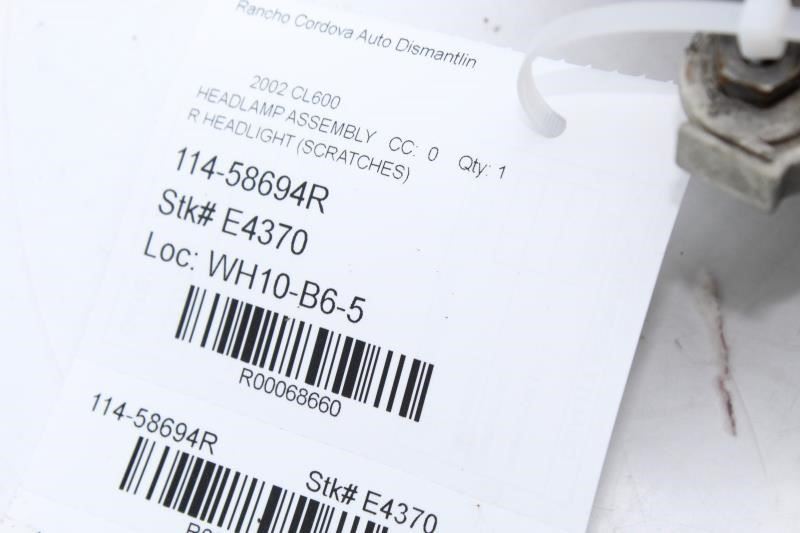 Rancho Cordova Auto Dismantlin
2002 CL600
HEADLAMP ASSEMBLY CC: 0 Qty: 1
R HEADLIGHT (SCRATCHES)
114-58694R
Stk# E4370
Loc: WH10-B6-5
R00068660
114-58694R
Stk# E4370